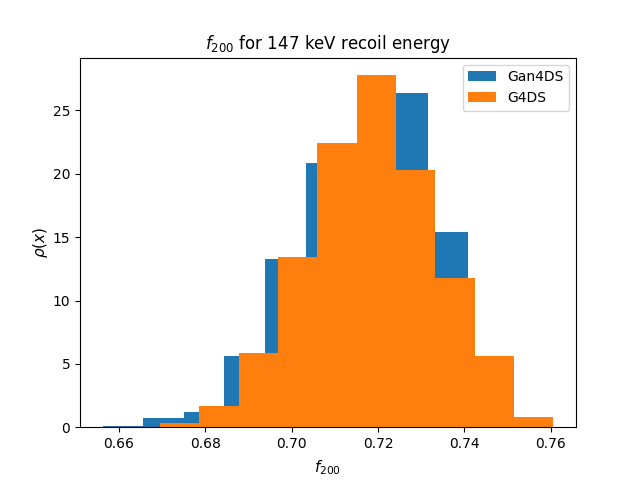 f₂₀₀ for 147 keV recoil energy
Gan4DS
G4DS
25
20
15
10
5
0
ρ(x)
0.66 0.68 0.70 0.72 0.74 0.76
f₂₀₀